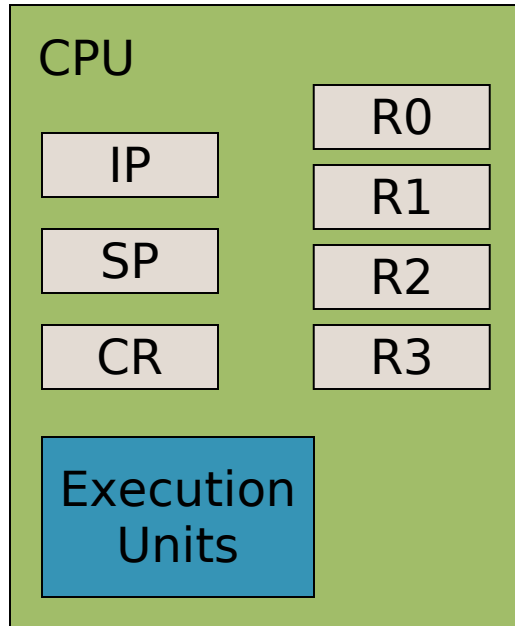 CPU
IP
SP
CR
R0
R1
R2
R3
Execution
Units